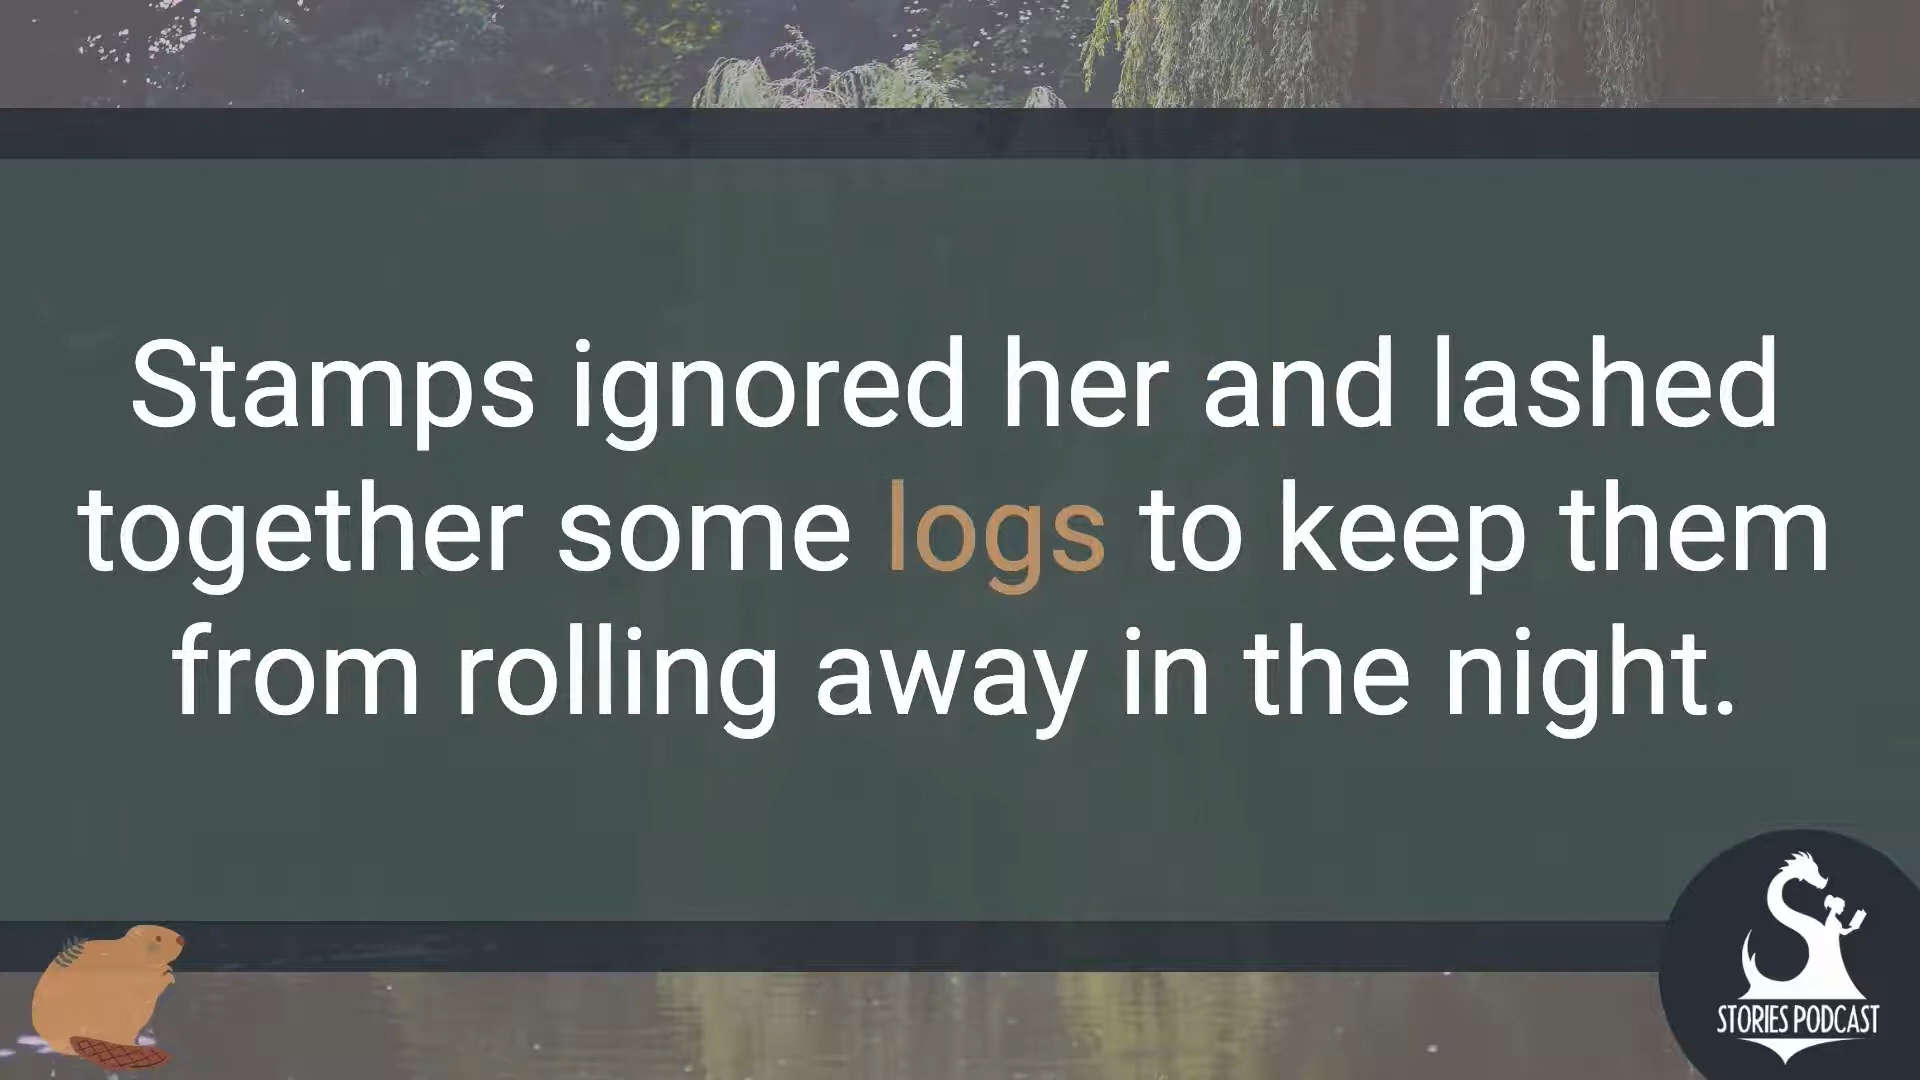 Stamps ignored her and lashed
together some logs to keep them
from rolling away in the night.
STORIES PODCAST